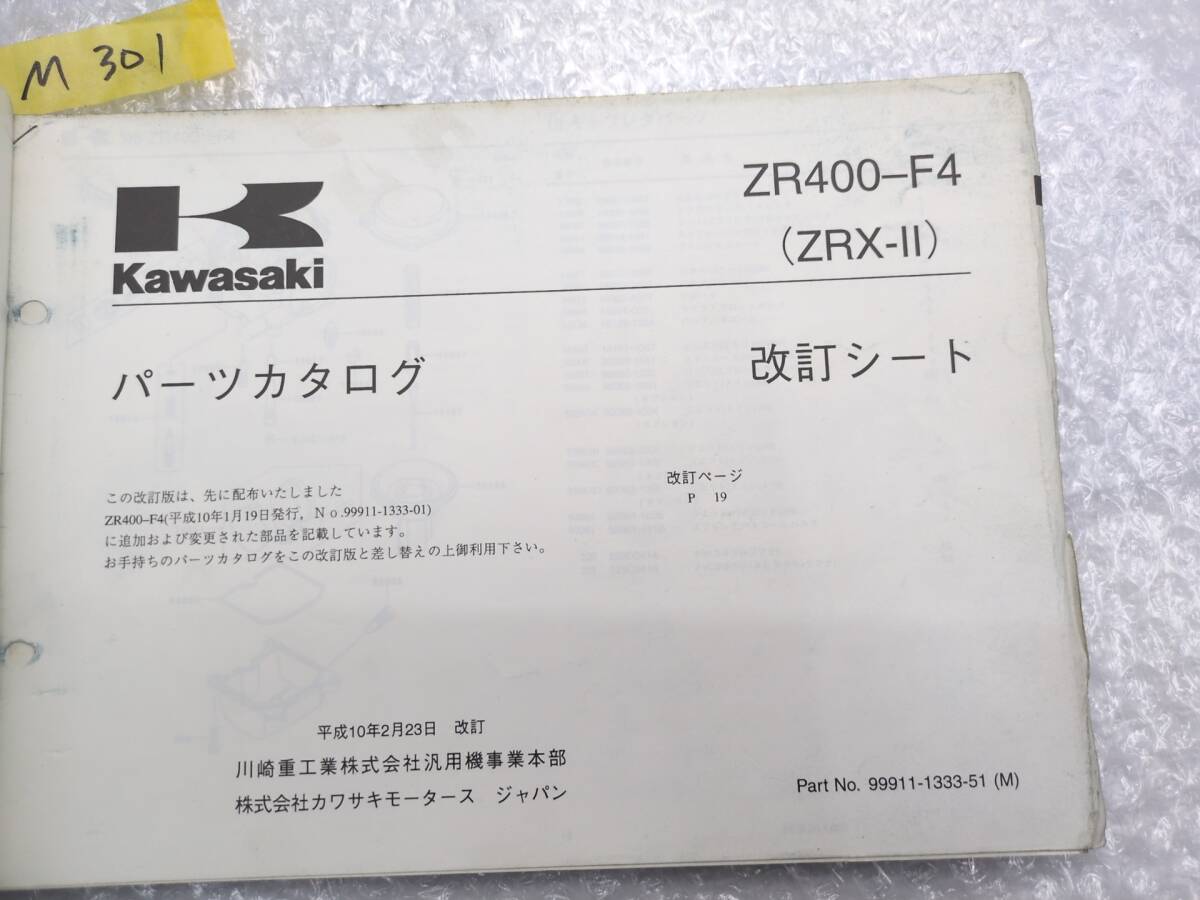 M 301
Kawasaki
ZR400-F4
(ZRX-II)
パーツカタログ
改訂シート
この改訂版は、先に配布いたしました
ZR400-F4(平成10年1月19日発行, No.99911-1333-01)
に追加および変更された部品を記載しています。
お手持ちのパーツカタログをこの改訂版と差し替えの上御利用下さい。
改訂ページ
P 19
平成10年2月23日 改訂
川崎重工業株式会社汎用機事業本部
株式会社カワサキモータース ジャパン
Part No. 99911-1333-51 (M)